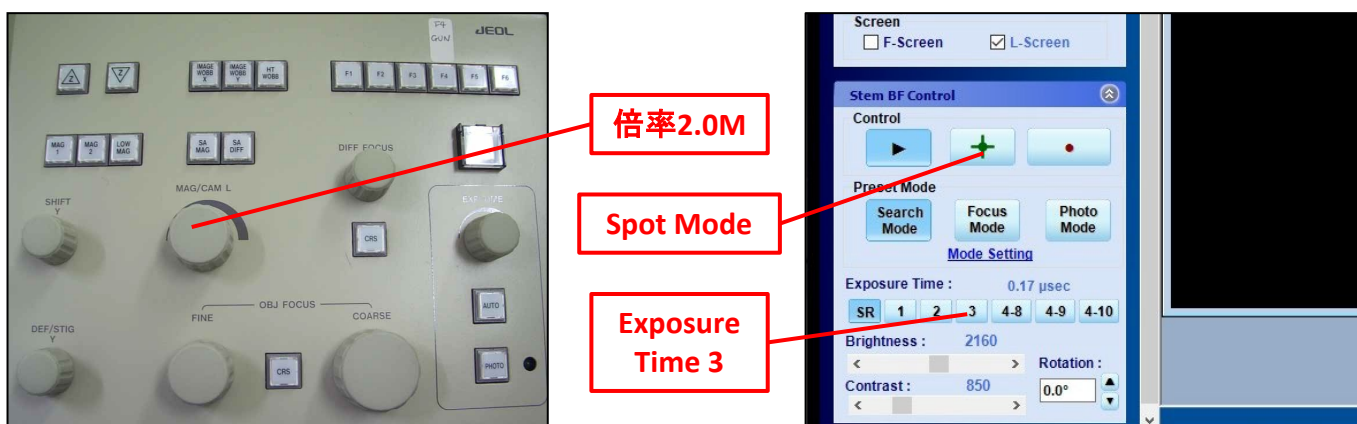 F4
GUN
JEOL
Z
Z
IMAGE
WOBB
X
IMAGE
WOBB
Y
HT
WOBB
F1
F2
F3
F4
F5
F6
MAG
1
MAG
2
LOW
MAG
SA
MAG
SA
DIFF
DIFF FOCUS
SHIFT
Y
MAG/CAM L
CRS
OBJ FOCUS
FINE
COARSE
AUTO
DEF/STIG
Y
CRS
PHOTO
倍率2.0M
Spot Mode
Exposure
Time 3
Screen
F-Screen
L-Screen
Stem BF Control
Control
Preset Mode
Search
Mode
Focus
Mode
Photo
Mode
Mode Setting
Exposure Time : 0.17 μsec
SR 1 2 3 4-8 4-9 4-10
Brightness : 2160
Rotation :
Contrast : 850
0.0°